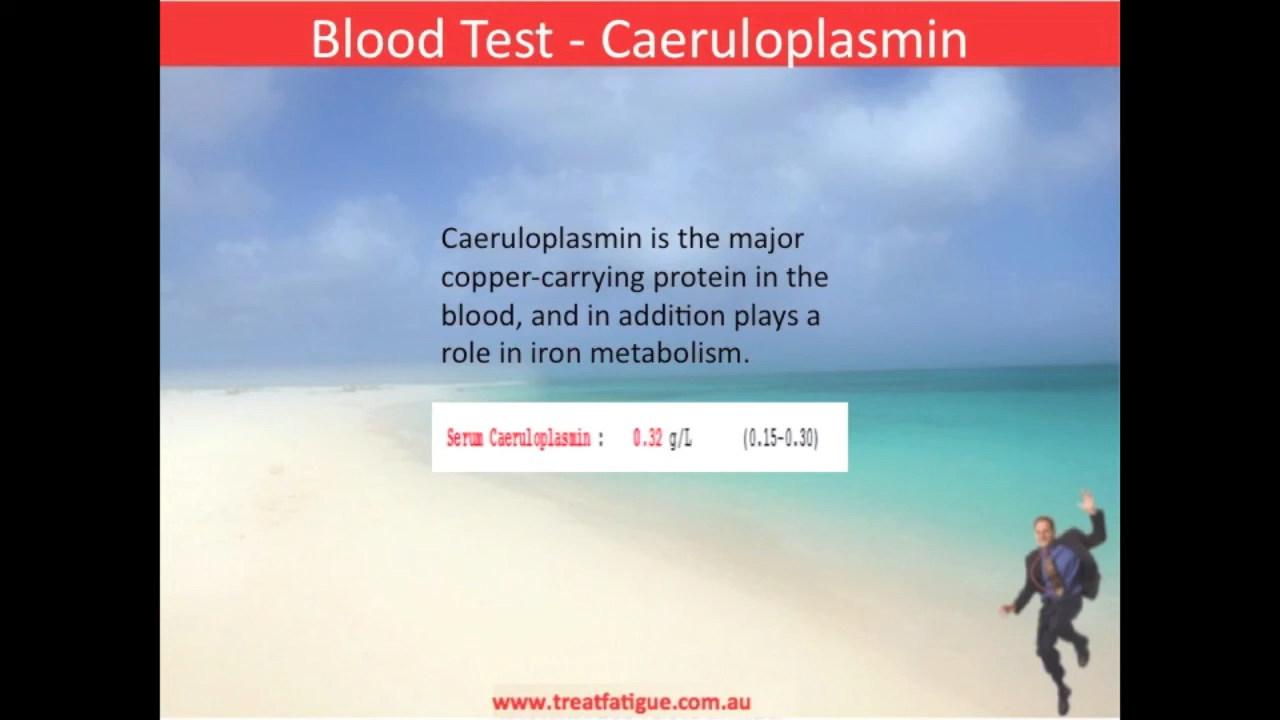 Blood Test - Caeruloplasmin
Caeruloplasmin is the major
copper-carrying protein in the
blood, and in addition plays a
role in iron metabolism.
Serum Caeruloplasmin : 0.32 g/L (0.15-0.30)
www.treatfatigue.com.au